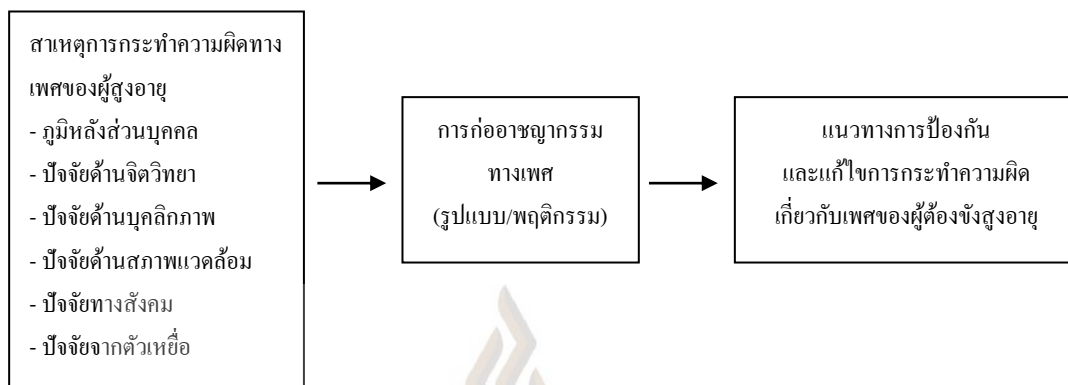 สาเหตุการกระทำความผิดทาง
เพศของผู้สูงอายุ
- ภูมิหลังส่วนบุคคล
- ปัจจัยด้านจิตวิทยา
- ปัจจัยด้านบุคลิกภาพ
- ปัจจัยด้านสภาพแวดล้อม
- ปัจจัยทางสังคม
- ปัจจัยจากตัวเหยื่อ
การก่ออาชญากรรม
ทางเพศ
(รูปแบบ/พฤติกรรม)
แนวทางการป้องกัน
และแก้ไขการกระทำความผิด
เกี่ยวกับเพศของผู้ต้องขังสูงอายุ